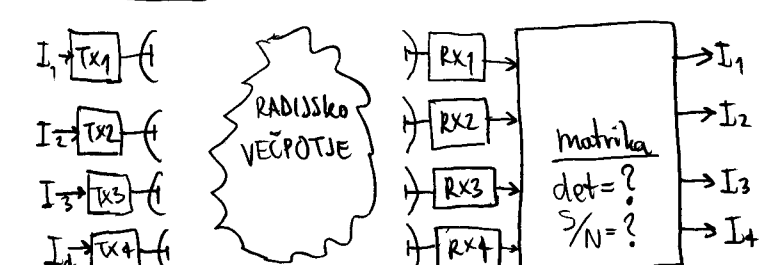 I₁ TX1 RX1 I₁
I₂ TX2 RADIJSKO VEČPOTJE RX2 matrika I₂
I₃ TX3 RX3 det=? I₃
I₄ TX4 RX4 S/N=? I₄